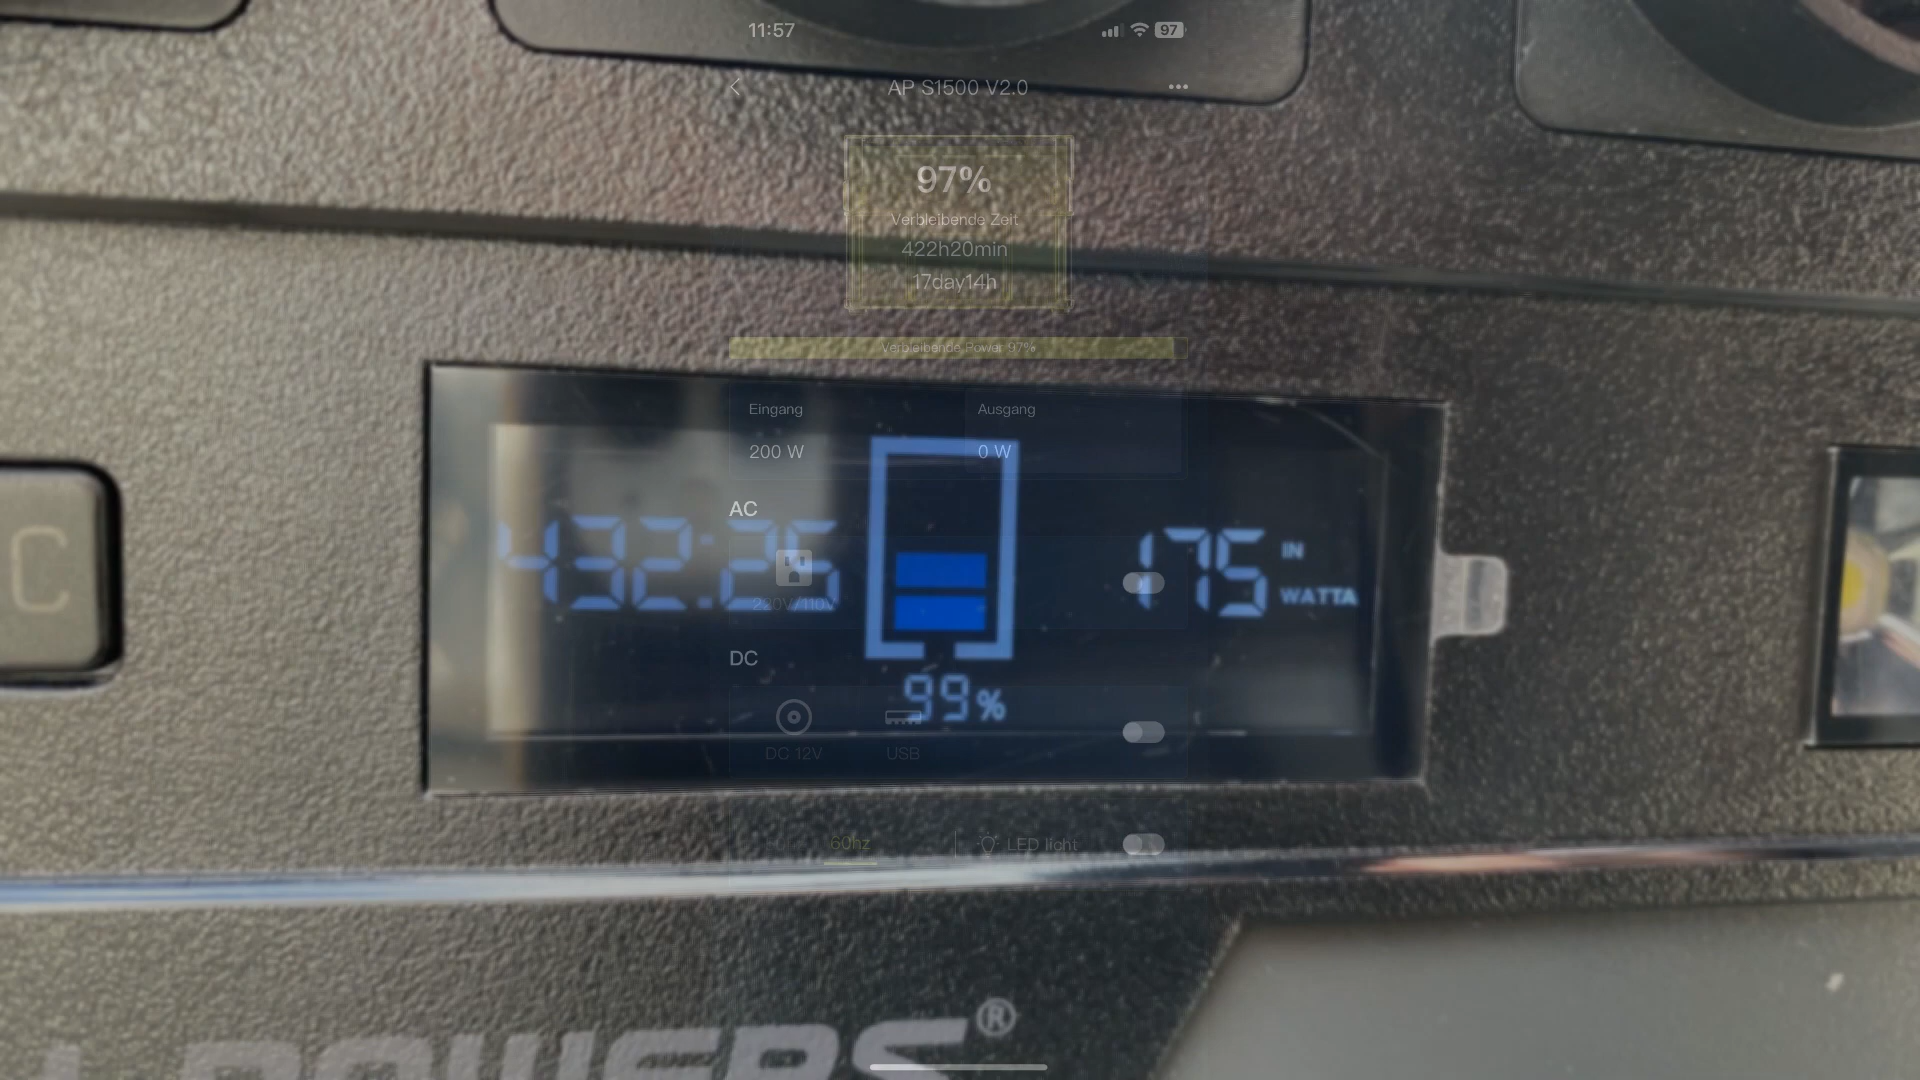 11:57
97
AP S1500 V2.0
97%
Verbleibende Zeit
422h20min
17day14h
Verbleibende Power 97%
Eingang
Ausgang
200 W
0 W
AC
432:25
175 IN
WATTA
220V/110V
DC
99%
DC 12V
USB
C
60hz
LED licht
POWERS®